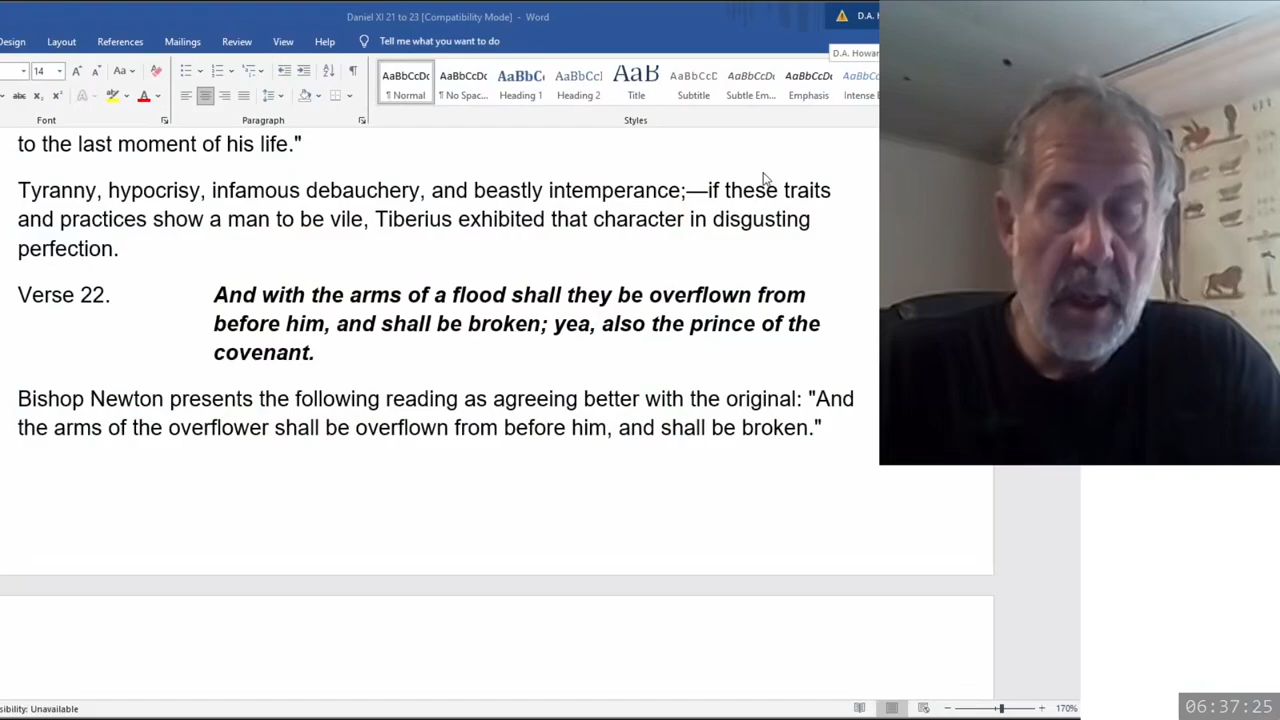 Daniel XI 21 to 23 [Compatibility Mode] - Word
D.A. H
Design Layout References Mailings Review View Help Tell me what you want to do
D.A. Howar
14 A A Aa
AaBbCcDc AaBbCcDc AaBbC AaBbCcI AaB AaBbCcD AaBbCcDc AaBbCcDc AaBbCc
¶ Normal ¶ No Spac... Heading 1 Heading 2 Title Subtitle Subtle Em... Emphasis Intense E
Font Paragraph Styles
to the last moment of his life."
Tyranny, hypocrisy, infamous debauchery, and beastly intemperance;—if these traits
and practices show a man to be vile, Tiberius exhibited that character in disgusting
perfection.
Verse 22. And with the arms of a flood shall they be overflown from
before him, and shall be broken; yea, also the prince of the
covenant.
Bishop Newton presents the following reading as agreeing better with the original: "And
the arms of the overflower shall be overflown from before him, and shall be broken."
sibility: Unavailable
170%
06:37:25